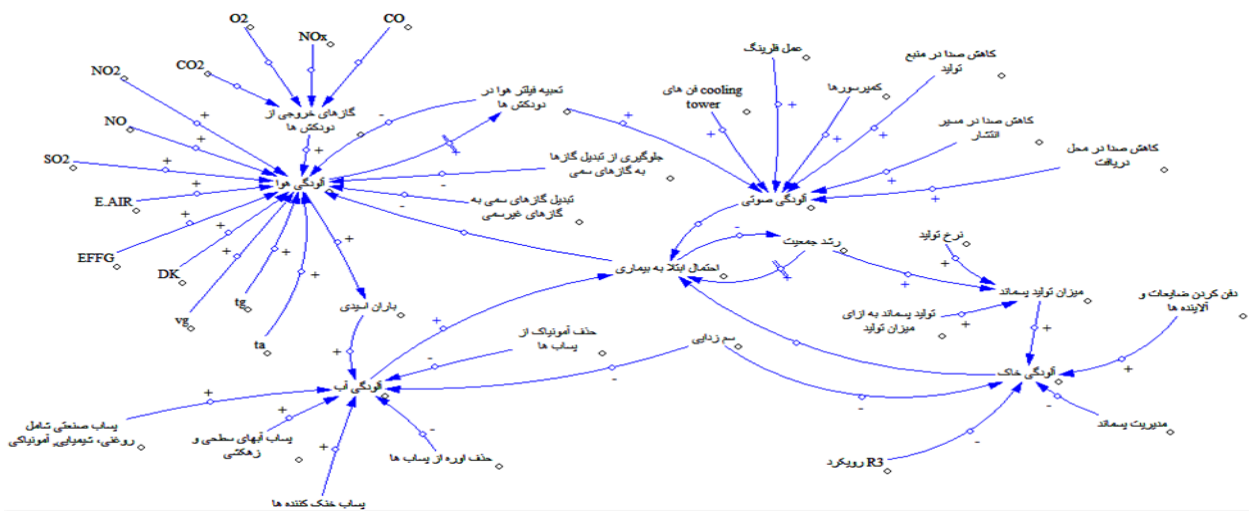 O2
CO
NOx
CO2
NO2
NO
SO2
E.AIR
EFFG
DK
vg
tg
ta
گازهای خروجی از
دودکش ها
تعبیه فیلتر هوا در
دودکش ها
آلودگی هوا
جلوگیری از تبدیل گازها
به گازهای سمی
تبدیل گازهای سمی به
گازهای غیرسمی
عمل فلرینگ
فن های cooling
tower
کمپرسورها
کاهش صدا در منبع
تولید
کاهش صدا در مسیر
انتشار
کاهش صدا در محل
دریافت
آلودگی صوتی
رشد جمعیت
نرخ تولید
احتمال ابتلا به بیماری
میزان تولید پسماند
دفن کردن ضایعات و
آلاینده ها
تولید پسماند به ازای
میزان تولید
باران اسیدی
حذف آمونیاک از
پساب ها
سم زدایی
آلودگی آب
آلودگی خاک
پساب صنعتی شامل
روغنی، شیمیایی, آمونیاکی
پساب آبهای سطحی و
زهکشی
حذف اوره از پساب ها
مدیریت پسماند
رویکرد R3
پساب خنک کننده ها